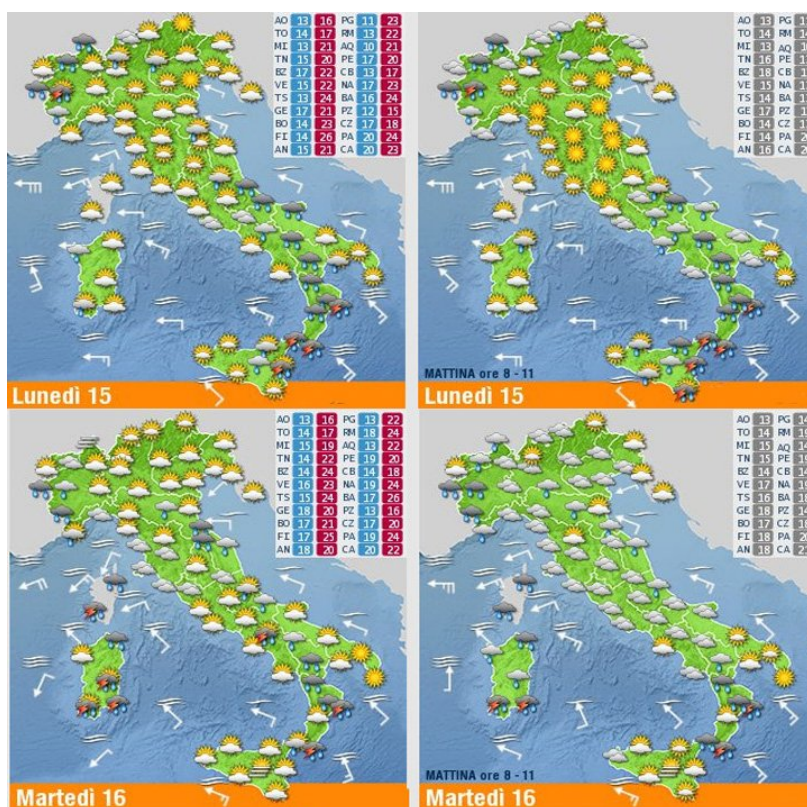 AO 13 16 PG 11 23
TO 14 17 RM 13 22
MI 13 21 AQ 10 21
TN 15 20 PE 17 20
BZ 17 22 CB 13 17
VE 15 22 NA 17 23
TS 13 24 BA 16 24
GE 17 21 PZ 12 15
BO 14 23 CZ 17 18
FI 14 26 PA 20 24
AN 15 21 CA 20 23
Lunedì 15
AO 13 PG
TO 14 RM
MI 13 AQ
TN 16 PE
BZ 18 CB
VE 15 NA
TS 14 BA
GE 17 PZ
BO 14 CZ
FI 14 PA
AN 16 CA
MATTINA ore 8 - 11
Lunedì 15
AO 13 16 PG 13 22
TO 14 17 RM 18 24
MI 15 19 AQ 13 22
TN 14 22 PE 19 20
BZ 14 24 CB 14 18
VE 16 23 NA 19 24
TS 15 24 BA 17 26
GE 18 20 PZ 13 16
BO 17 21 CZ 17 20
FI 17 25 PA 19 24
AN 18 20 CA 20 22
Martedì 16
AO 13 PG
TO 14 RM
MI 15 AQ
TN 15 PE
BZ 14 CB
VE 17 NA
TS 16 BA
GE 18 PZ
BO 17 CZ
FI 17 PA
AN 18 CA
MATTINA ore 8 - 11
Martedì 16